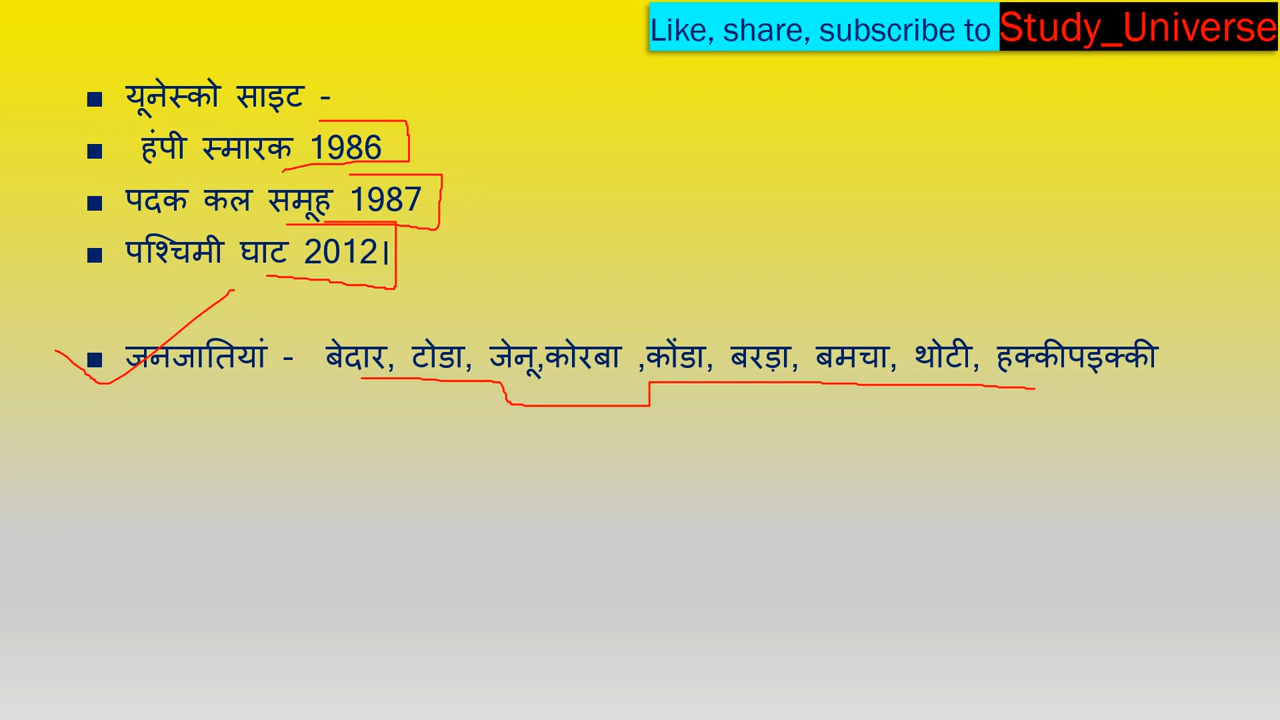 Like, share, subscribe to Study_Universe
यूनेस्को साइट -
हंपी स्मारक 1986
पदक कल समूह 1987
पश्चिमी घाट 2012।
जनजातियां - बेदार, टोडा, जेनू,कोरबा ,कोंडा, बरड़ा, बमचा, थोटी, हक्कीपइक्की